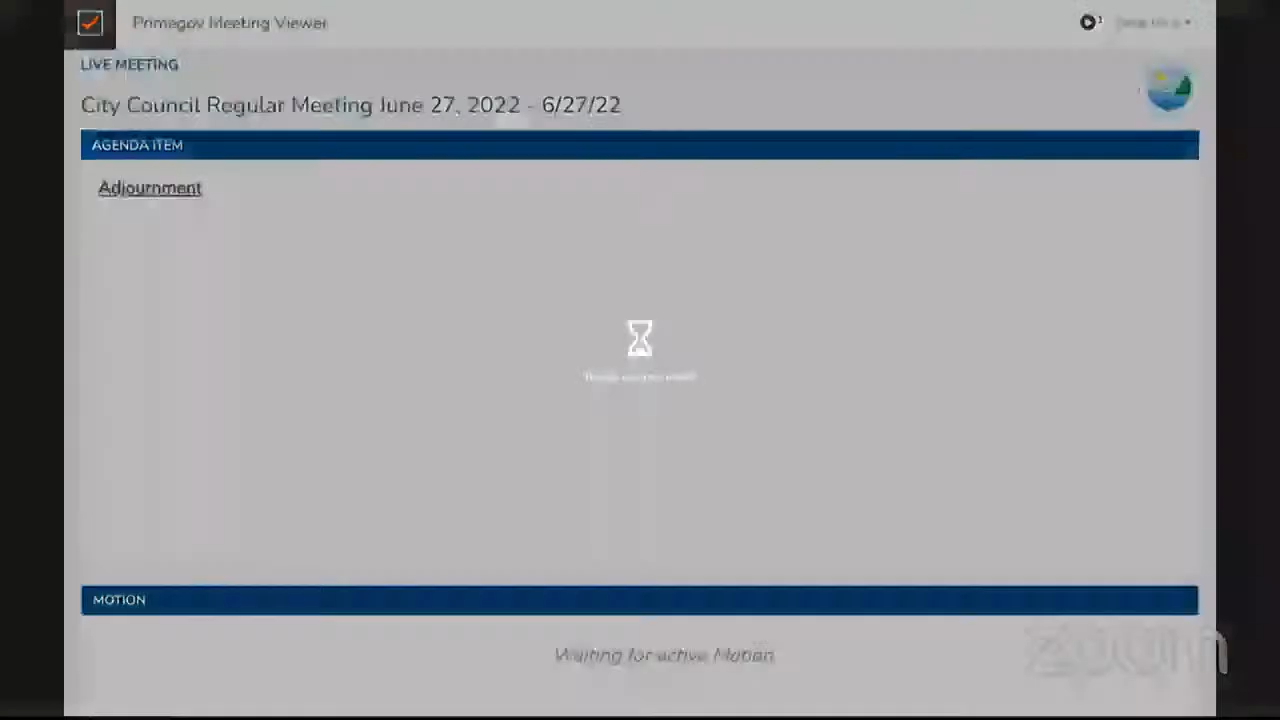 Primegov Meeting Viewer
LIVE MEETING
City Council Regular Meeting June 27, 2022 - 6/27/22
AGENDA ITEM
Adjournment
MOTION
Waiting for active Motion
zoom